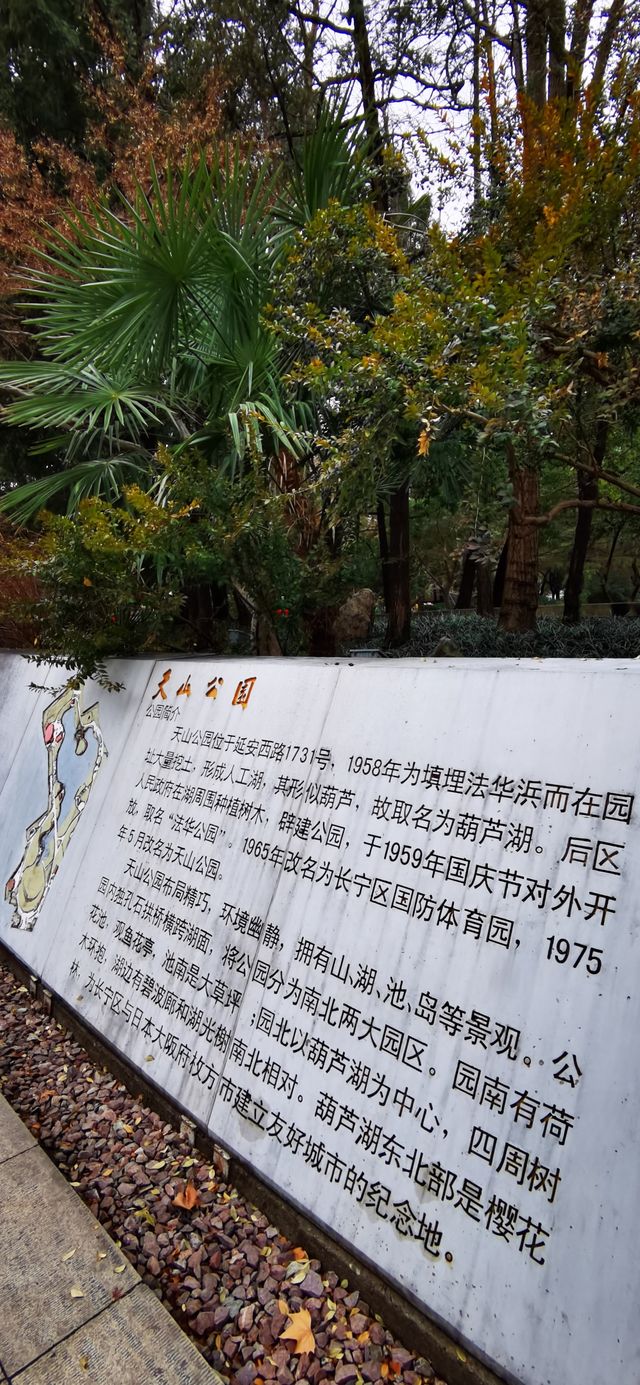 天山公园
公园简介
天山公园位于延安西路1731号，1958年为填埋法华浜而在园
址大量挖土，形成人工湖，其形似葫芦，故取名为葫芦湖。后区
人民政府在湖周围种植树木，辟建公园，于1959年国庆节对外开
放，取名“法华公园”。1965年改名为长宁区国防体育园，1975
年5月改名为天山公园。
天山公园布局精巧，环境幽静，拥有山、湖、池、岛等景观。公
园内独孔石拱桥横跨湖面，将公园分为南北两大园区。园南有荷
花池、观鱼花亭，池南是大草坪；园北以葫芦湖为中心，四周树
木环抱，湖边有碧波廊和湖光榭南北相对。葫芦湖东北部是樱花
林，为长宁区与日本大阪府枚方市建立友好城市的纪念地。